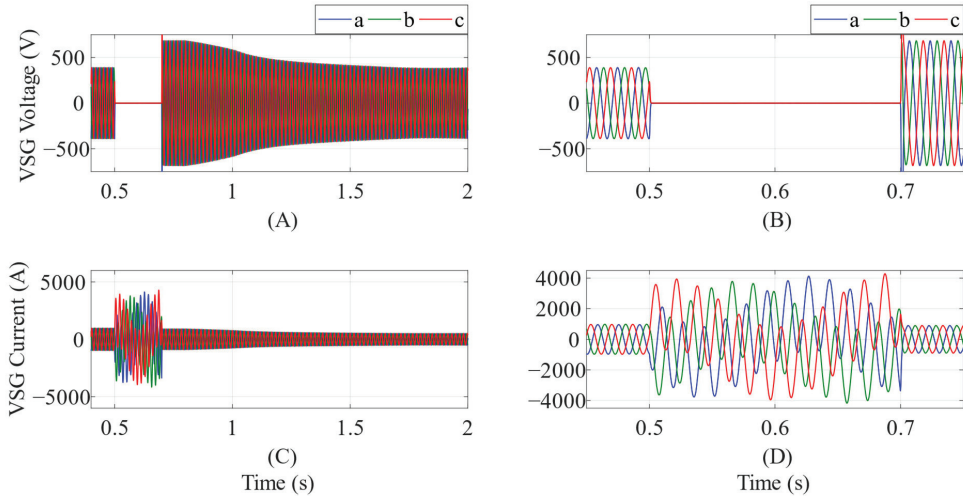 a b c
a b c
VSG Voltage (V)
500
0
−500
0.5 1 1.5 2
(A)
500
0
−500
0.5 0.6 0.7
(B)
VSG Current (A)
5000
0
−5000
0.5 1 1.5 2
(C)
Time (s)
4000
2000
0
−2000
−4000
0.5 0.6 0.7
(D)
Time (s)